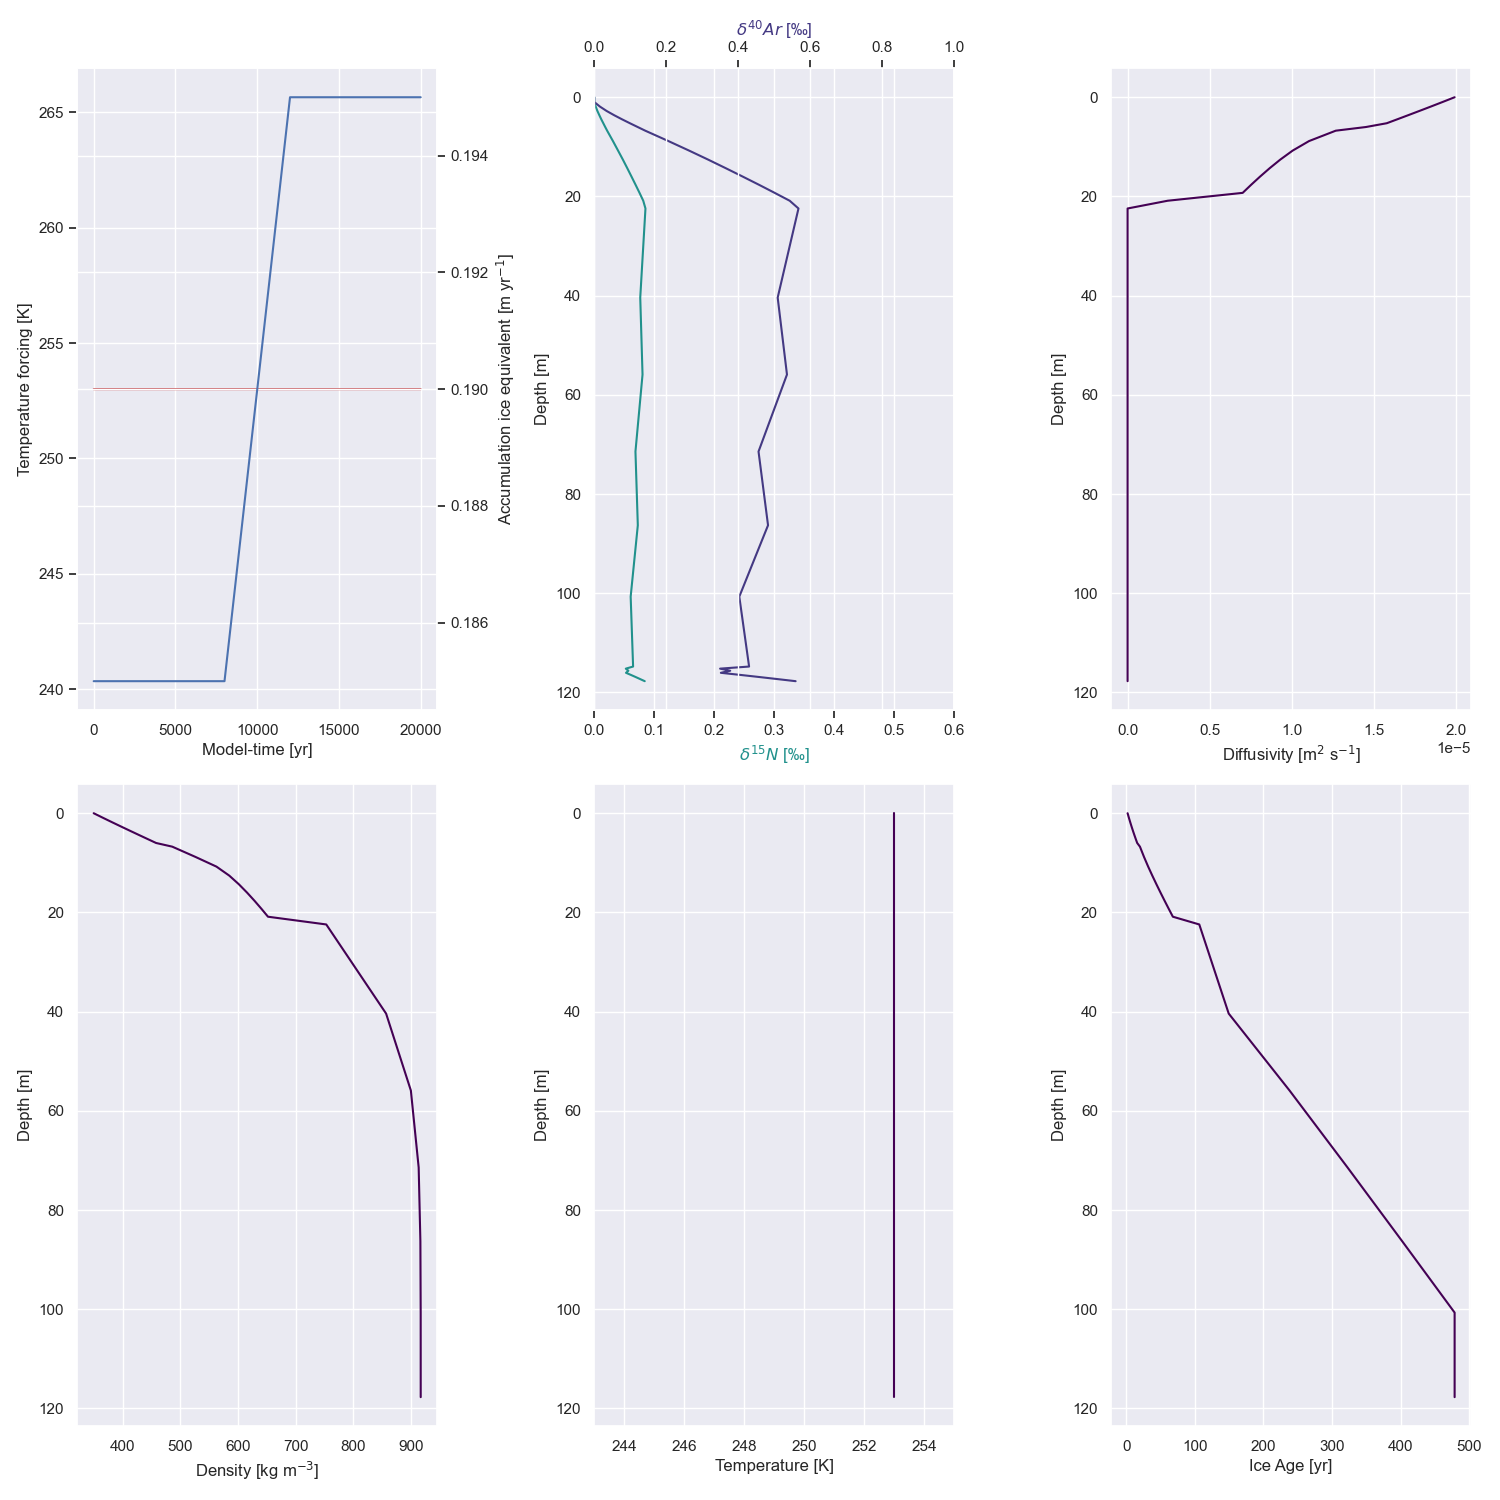 δ⁴⁰Ar [‰]
0.0 0.2 0.4 0.6 0.8 1.0
265
260
255
250
245
240
Temperature forcing [K]
0 5000 10000 15000 20000
Model-time [yr]
0.194
0.192
0.190
0.188
0.186
Accumulation ice equivalent [m yr⁻¹]
0
20
40
60
80
100
120
Depth [m]
0.0 0.1 0.2 0.3 0.4 0.5 0.6
δ¹⁵N [‰]
0
20
40
60
80
100
120
Depth [m]
0.0 0.5 1.0 1.5 2.0
1e−5
Diffusivity [m² s⁻¹]
0
20
40
60
80
100
120
Depth [m]
400 500 600 700 800 900
Density [kg m⁻³]
0
20
40
60
80
100
120
Depth [m]
244 246 248 250 252 254
Temperature [K]
0
20
40
60
80
100
120
Depth [m]
0 100 200 300 400 500
Ice Age [yr]